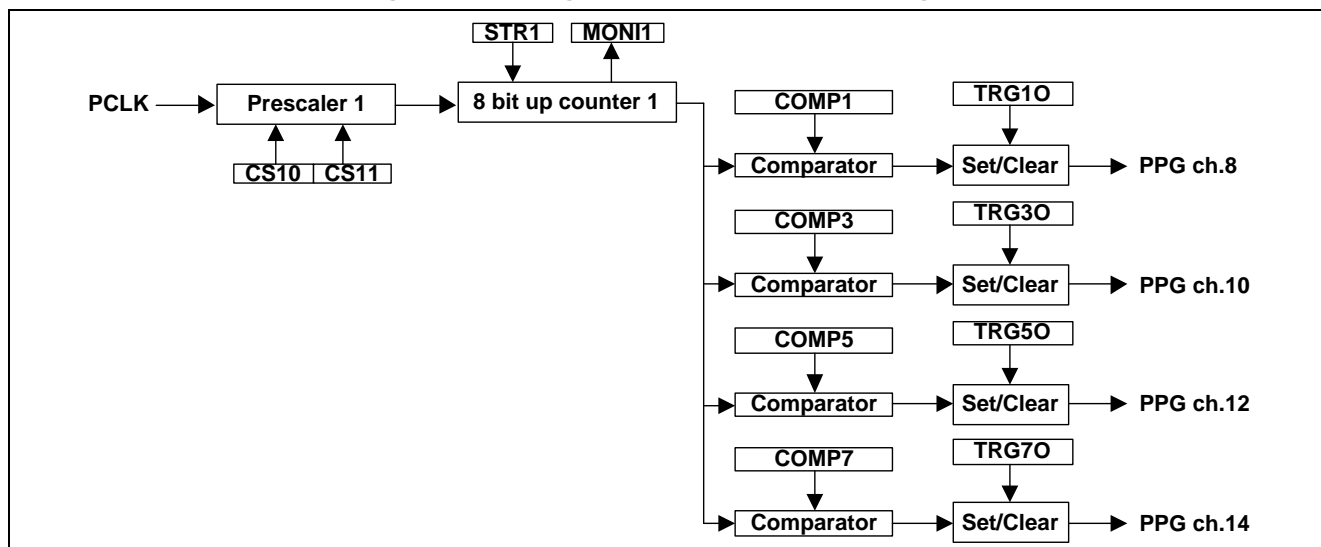 STR1 MONI1
PCLK Prescaler 1 8 bit up counter 1
CS10 CS11
COMP1 TRG1O
Comparator Set/Clear PPG ch.8
COMP3 TRG3O
Comparator Set/Clear PPG ch.10
COMP5 TRG5O
Comparator Set/Clear PPG ch.12
COMP7 TRG7O
Comparator Set/Clear PPG ch.14